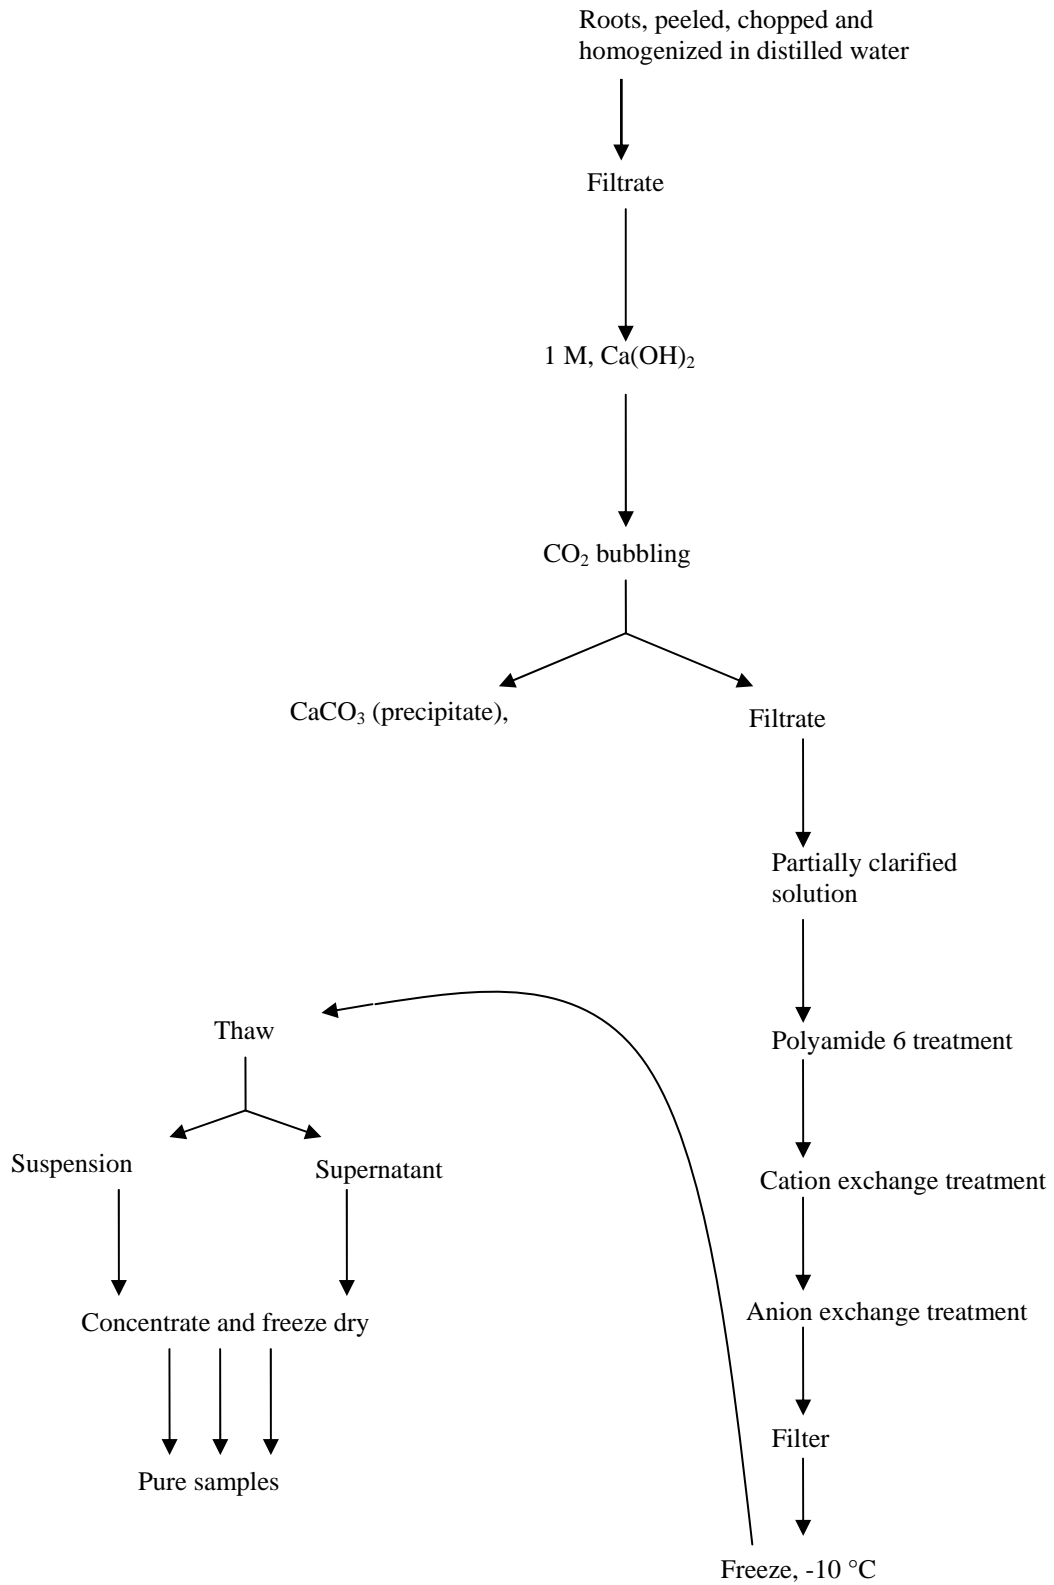 Roots, peeled, chopped and
homogenized in distilled water
Filtrate
1 M, Ca(OH)₂
CO₂ bubbling
CaCO₃ (precipitate),
Filtrate
Partially clarified
solution
Polyamide 6 treatment
Cation exchange treatment
Anion exchange treatment
Filter
Freeze, -10 °C
Thaw
Suspension
Supernatant
Concentrate and freeze dry
Pure samples